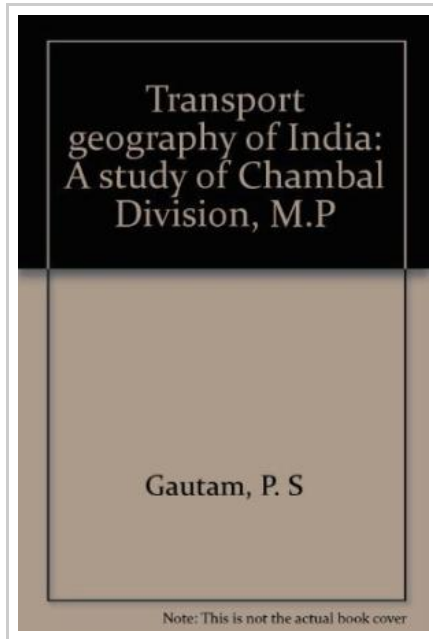 Transport
geography of India:
A study of Chambal
Division, M.P
Gautam, P. S
Note: This is not the actual book cover